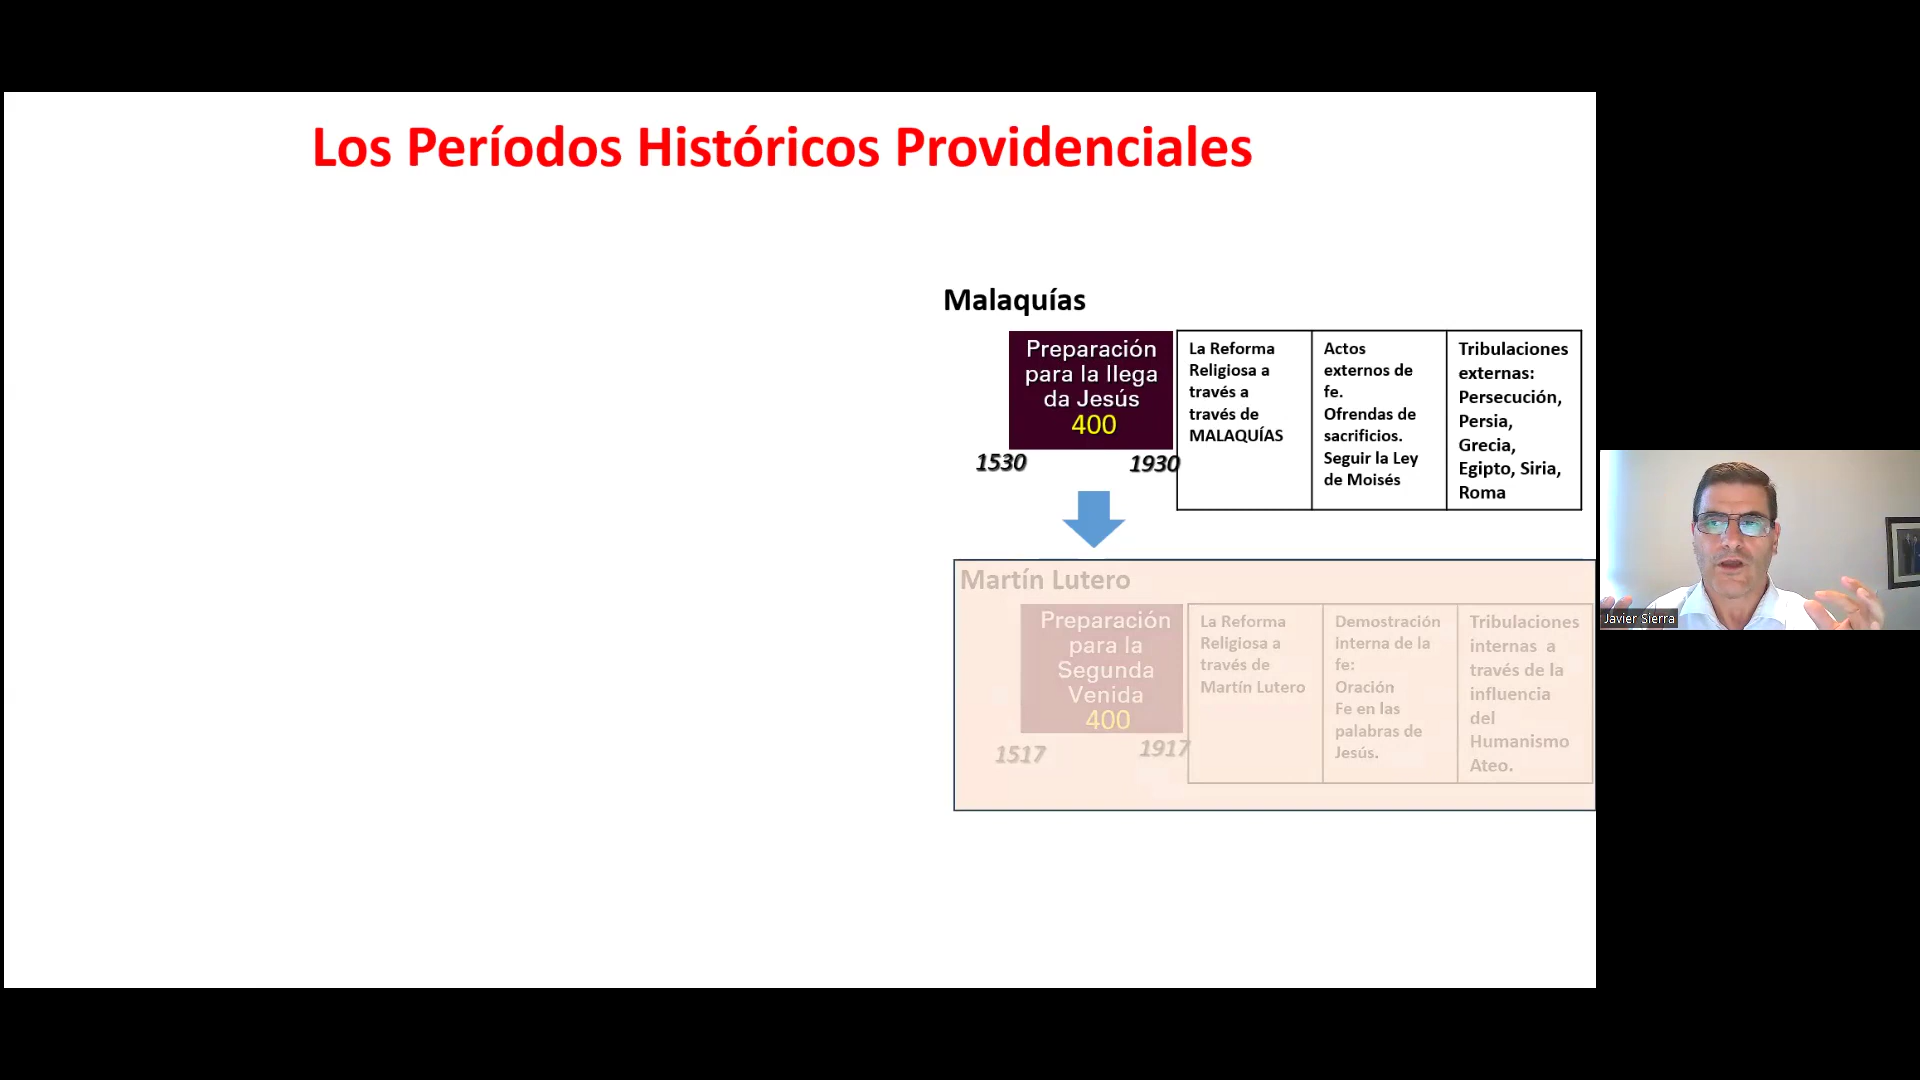 Los Períodos Históricos Providenciales
Malaquías
Preparación
para la llega
da Jesús
400
1530
1930
La Reforma
Religiosa a
través a
través de
MALAQUÍAS
Actos
externos de
fe.
Ofrendas de
sacrificios.
Seguir la Ley
de Moisés
Tribulaciones
externas:
Persecución,
Persia,
Grecia,
Egipto, Siria,
Roma
Martín Lutero
Preparación
para la
Segunda
Venida
400
1517
1917
La Reforma
Religiosa a
través de
Martín Lutero
Demostración
interna de la
fe:
Oración
Fe en las
palabras de
Jesús.
Tribulaciones
internas a
través de la
influencia
del
Humanismo
Ateo.
Javier Sierra